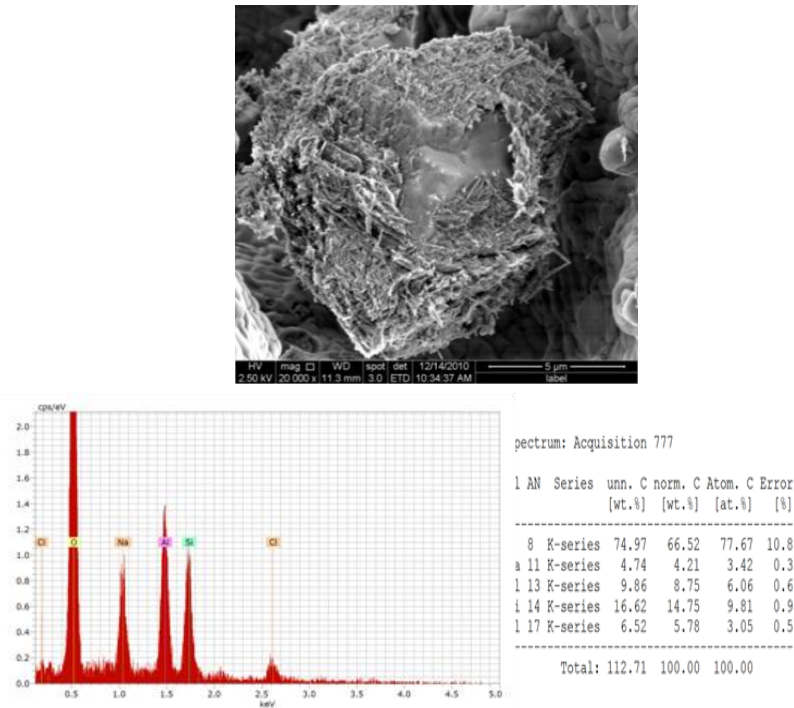 HV mag □ WD spot det 12/14/2010 5 µm
2.50 kV 20 000 x 11.3 mm 3.0 ETD 10:34:37 AM label
cps/eV
2.0
1.8
1.6
1.4
1.2
1.0
0.8
0.6
0.4
0.2
0.0
Cl O Na Al Si Cl
0.5 1.0 1.5 2.0 2.5 3.0 3.5 4.0 4.5 5.0
keV
pectrum: Acquisition 777
l AN Series unn. C norm. C Atom. C Error
[wt.%] [wt.%] [at.%] [%]
8 K-series 74.97 66.52 77.67 10.8
a 11 K-series 4.74 4.21 3.42 0.3
l 13 K-series 9.86 8.75 6.06 0.6
i 14 K-series 16.62 14.75 9.81 0.9
l 17 K-series 6.52 5.78 3.05 0.5
Total: 112.71 100.00 100.00